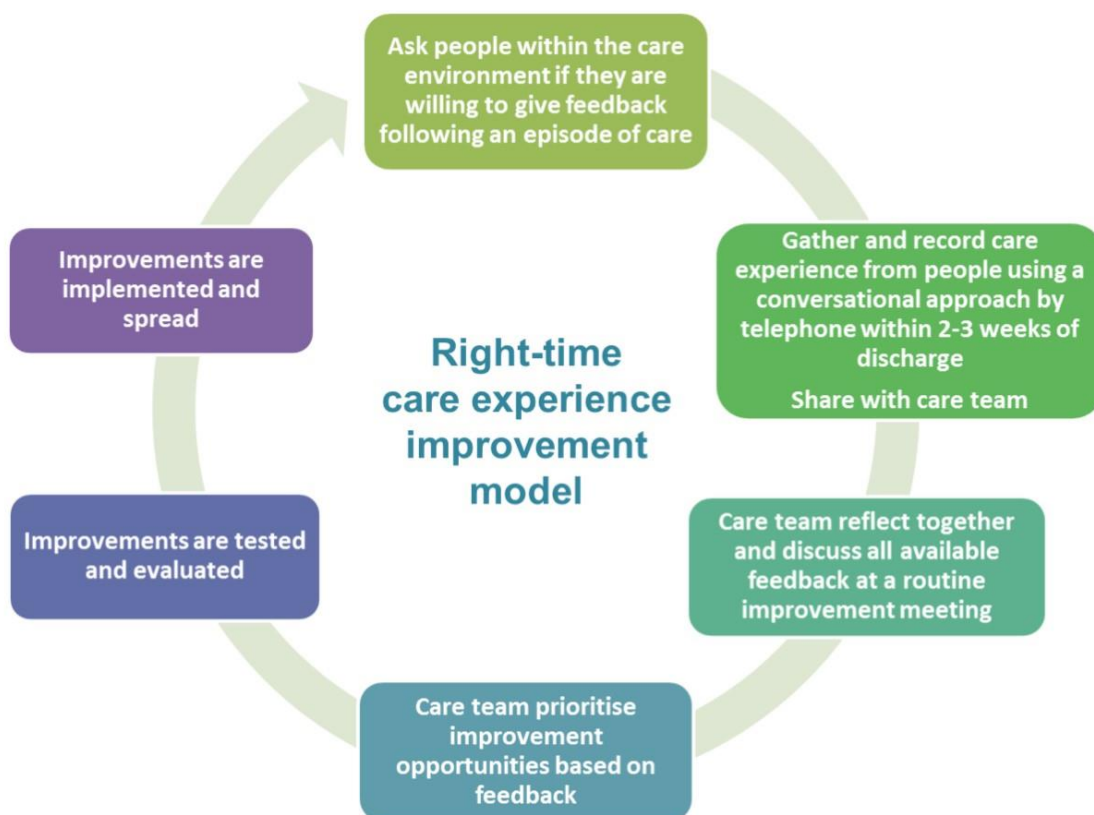 Ask people within the care
environment if they are
willing to give feedback
following an episode of care
Gather and record care
experience from people using a
conversational approach by
telephone within 2-3 weeks of
discharge
Share with care team
Care team reflect together
and discuss all available
feedback at a routine
improvement meeting
Care team prioritise
improvement
opportunities based on
feedback
Improvements are tested
and evaluated
Improvements are
implemented and
spread
Right-time
care experience
improvement
model